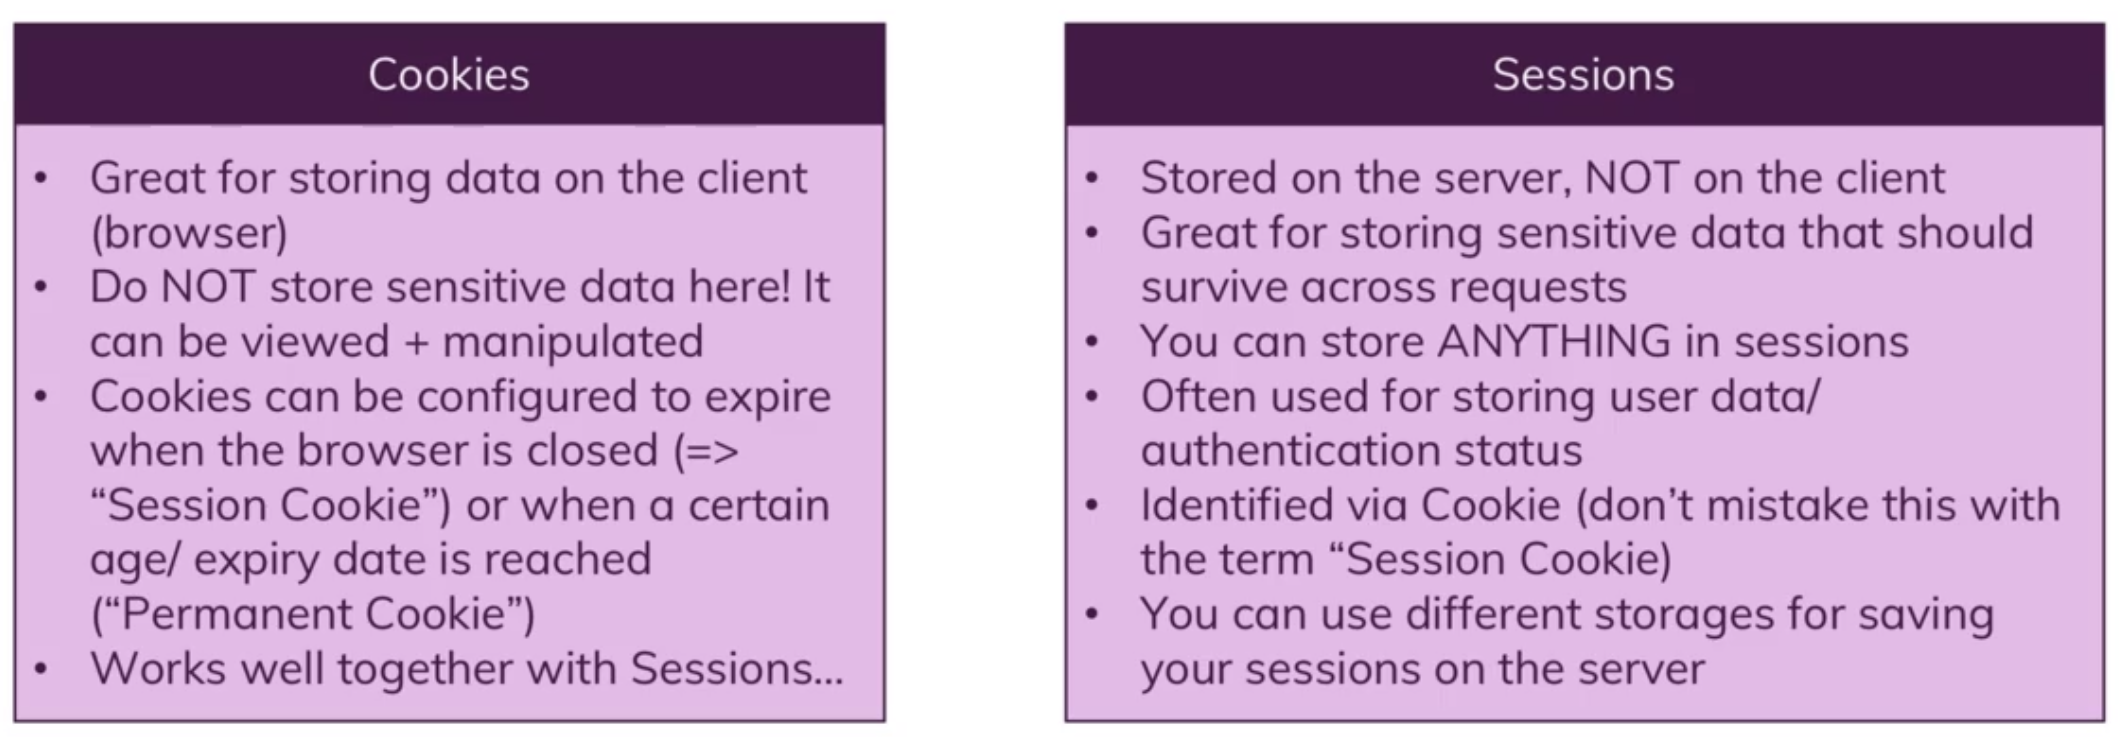 Cookies
• Great for storing data on the client
(browser)
• Do NOT store sensitive data here! It
can be viewed + manipulated
• Cookies can be configured to expire
when the browser is closed (=>
“Session Cookie”) or when a certain
age/ expiry date is reached
(“Permanent Cookie”)
• Works well together with Sessions...
Sessions
• Stored on the server, NOT on the client
• Great for storing sensitive data that should
survive across requests
• You can store ANYTHING in sessions
• Often used for storing user data/
authentication status
• Identified via Cookie (don’t mistake this with
the term “Session Cookie)
• You can use different storages for saving
your sessions on the server